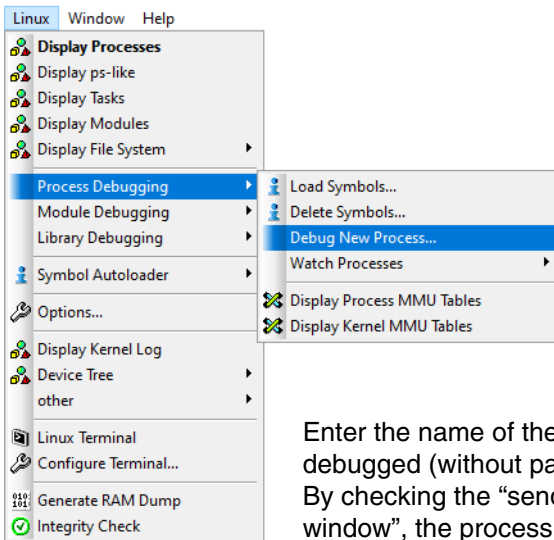 Linux Window Help
Display Processes
Display ps-like
Display Tasks
Display Modules
Display File System
Process Debugging
Module Debugging
Library Debugging
Symbol Autoloader
Options...
Display Kernel Log
Device Tree
other
Linux Terminal
Configure Terminal...
Generate RAM Dump
Integrity Check
Load Symbols...
Delete Symbols...
Debug New Process...
Watch Processes
Display Process MMU Tables
Display Kernel MMU Tables
Enter the name of the
debugged (without pa
By checking the “send
window”, the process